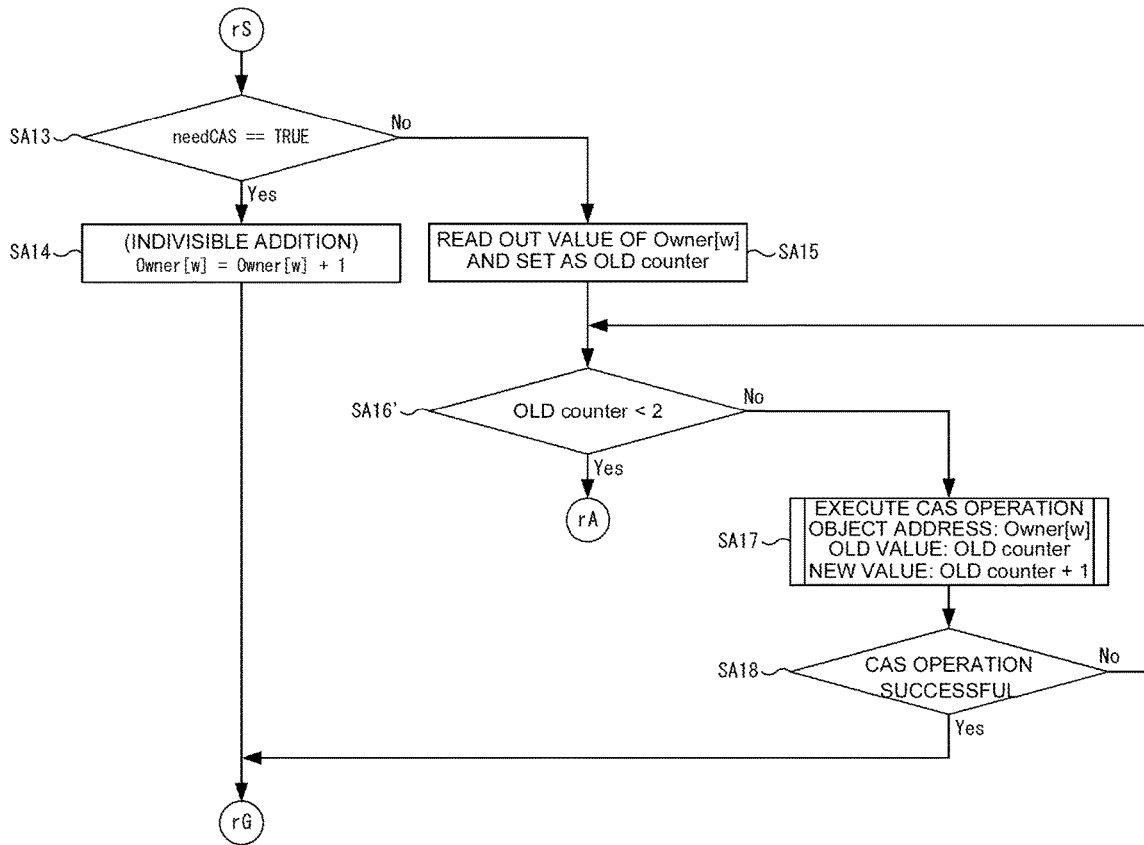 rS
SA13
needCAS == TRUE
No
Yes
SA14
(INDIVISIBLE ADDITION)
Owner[w] = Owner[w] + 1
READ OUT VALUE OF Owner[w]
AND SET AS OLD counter
SA15
SA16'
OLD counter < 2
No
Yes
rA
SA17
EXECUTE CAS OPERATION
OBJECT ADDRESS: Owner[w]
OLD VALUE: OLD counter
NEW VALUE: OLD counter + 1
SA18
CAS OPERATION
SUCCESSFUL
No
Yes
rG